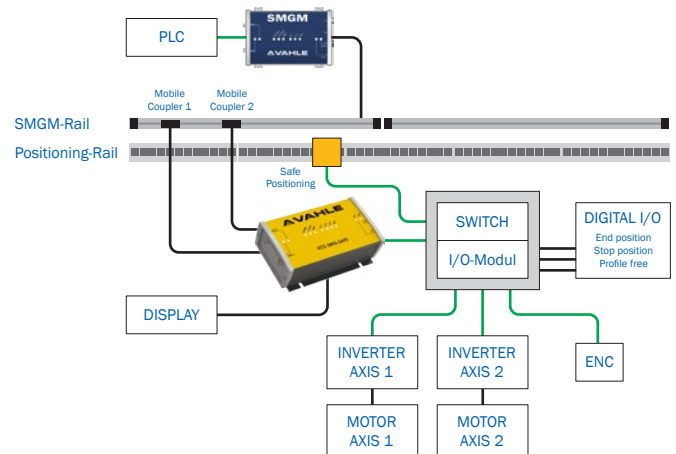 SMGM
AVAHLE
PLC
Mobile
Coupler 1
Mobile
Coupler 2
SMGM-Rail
Positioning-Rail
Safe
Positioning
AVAHLE
SWITCH
I/O-Modul
DIGITAL I/O
End position
Stop position
Profile free
DISPLAY
INVERTER
AXIS 1
INVERTER
AXIS 2
ENC
MOTOR
AXIS 1
MOTOR
AXIS 2